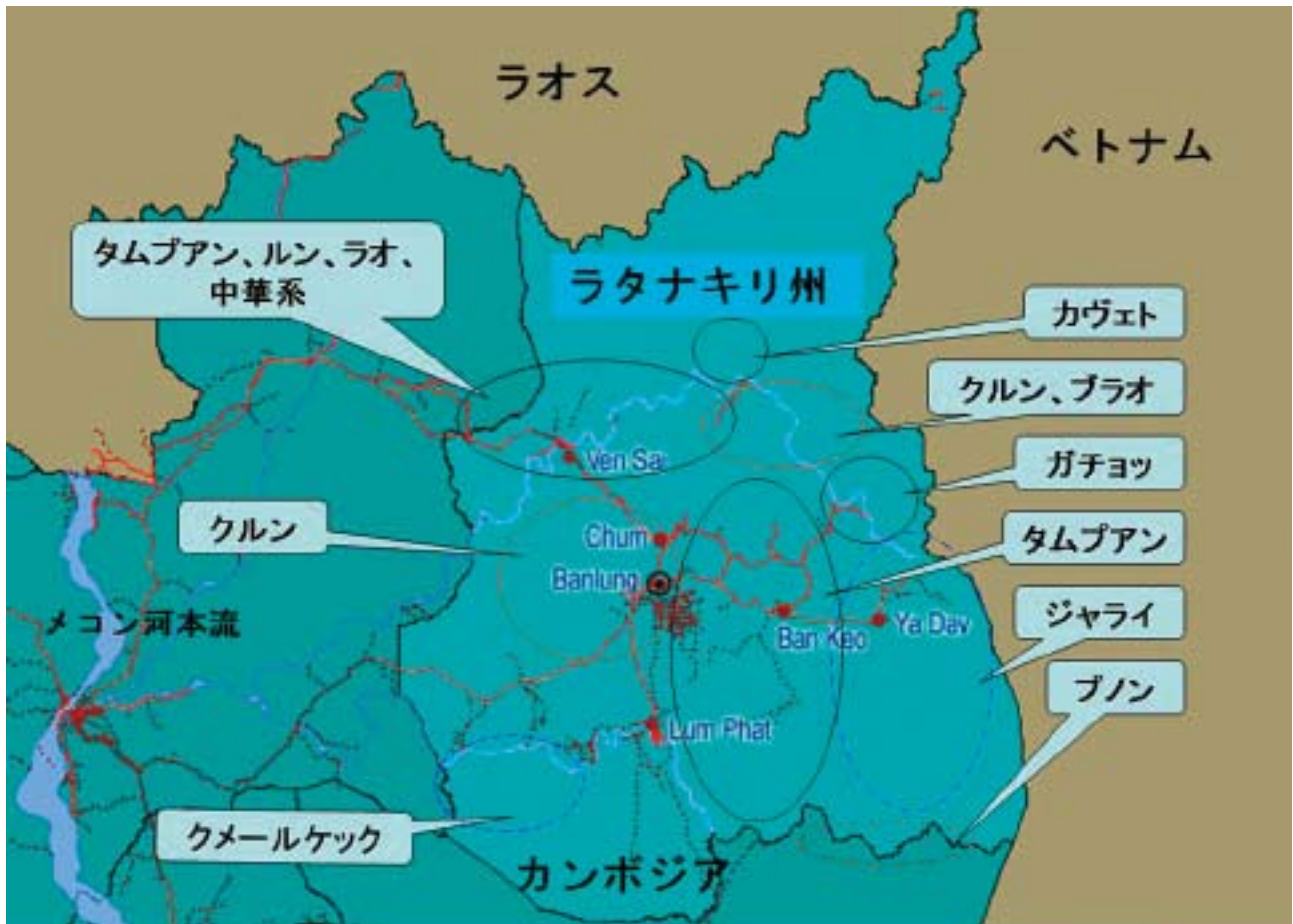 ラオス
ベトナム
タムプアン、ルン、ラオ、
中華系
ラタナキリ州
カヴェト
クルン、ブラオ
Ven Sai
ガチョッ
クルン
Chum
タムプアン
Banlung
ジャライ
メコン河本流
Ban Keo
Ya Dav
プノン
Lum Phat
クメールケック
カンボジア